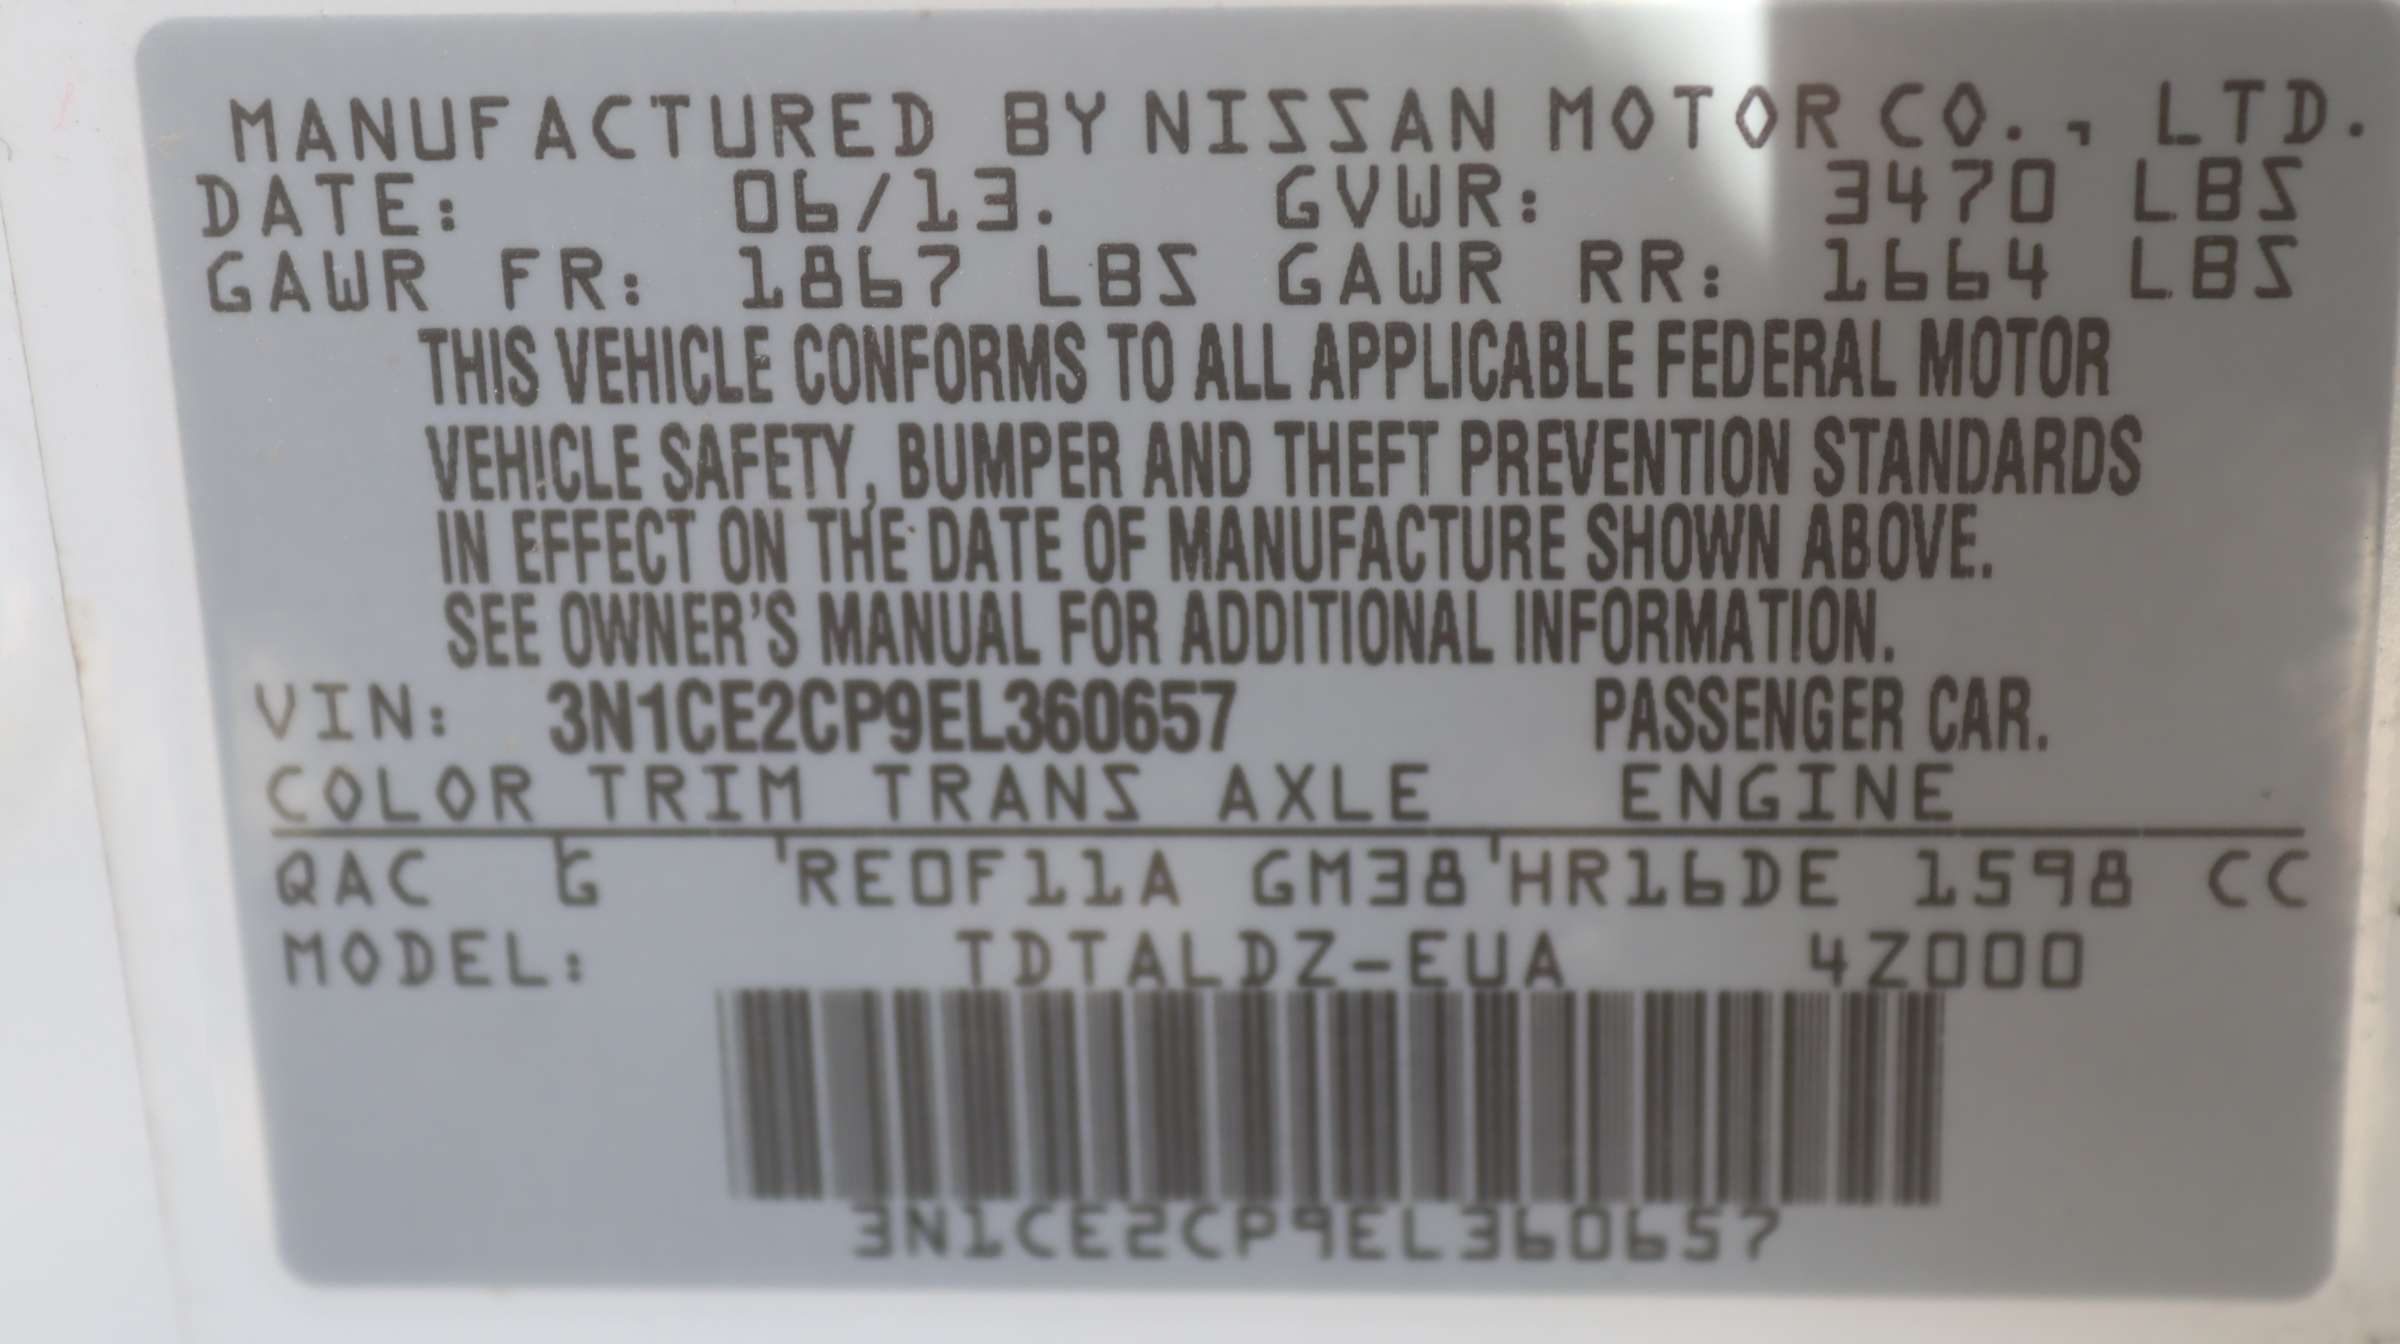 MANUFACTURED BY NISSAN MOTOR CO., LTD.
DATE: 06/13. GVWR: 3470 LBS
GAWR FR: 1867 LBS GAWR RR: 1664 LBS
THIS VEHICLE CONFORMS TO ALL APPLICABLE FEDERAL MOTOR
VEHICLE SAFETY, BUMPER AND THEFT PREVENTION STANDARDS
IN EFFECT ON THE DATE OF MANUFACTURE SHOWN ABOVE.
SEE OWNER'S MANUAL FOR ADDITIONAL INFORMATION.
VIN: 3N1CE2CP9EL360657 PASSENGER CAR.
COLOR TRIM TRANS AXLE ENGINE
QAC G RE0F11A GM38 HR16DE 1598 CC
MODEL: TDTALDZ-EUA 4Z000
3N1CE2CP9EL360657